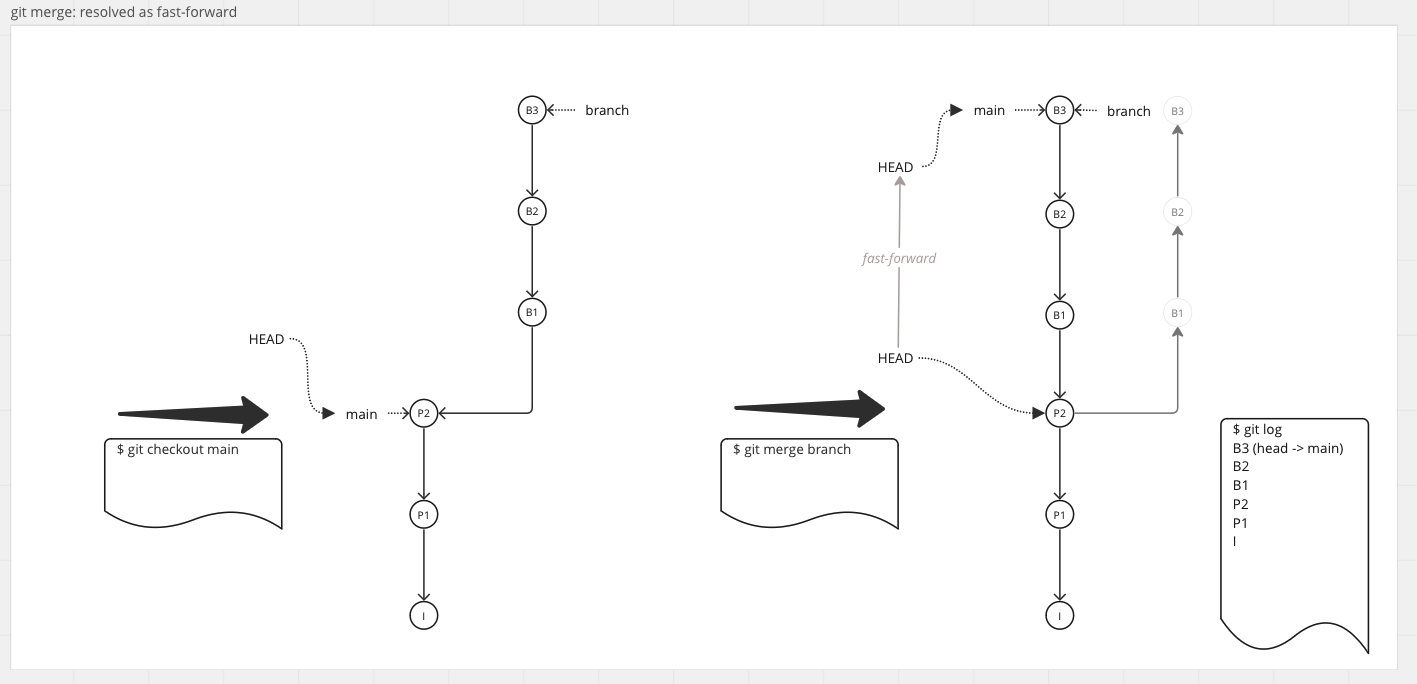 git merge: resolved as fast-forward
B3
branch
B2
B1
HEAD
main
P2
$ git checkout main
P1
I
main
B3
branch
B3
HEAD
B2
B2
fast-forward
B1
B1
HEAD
P2
$ git merge branch
P1
I
$ git log
B3 (head -> main)
B2
B1
P2
P1
I